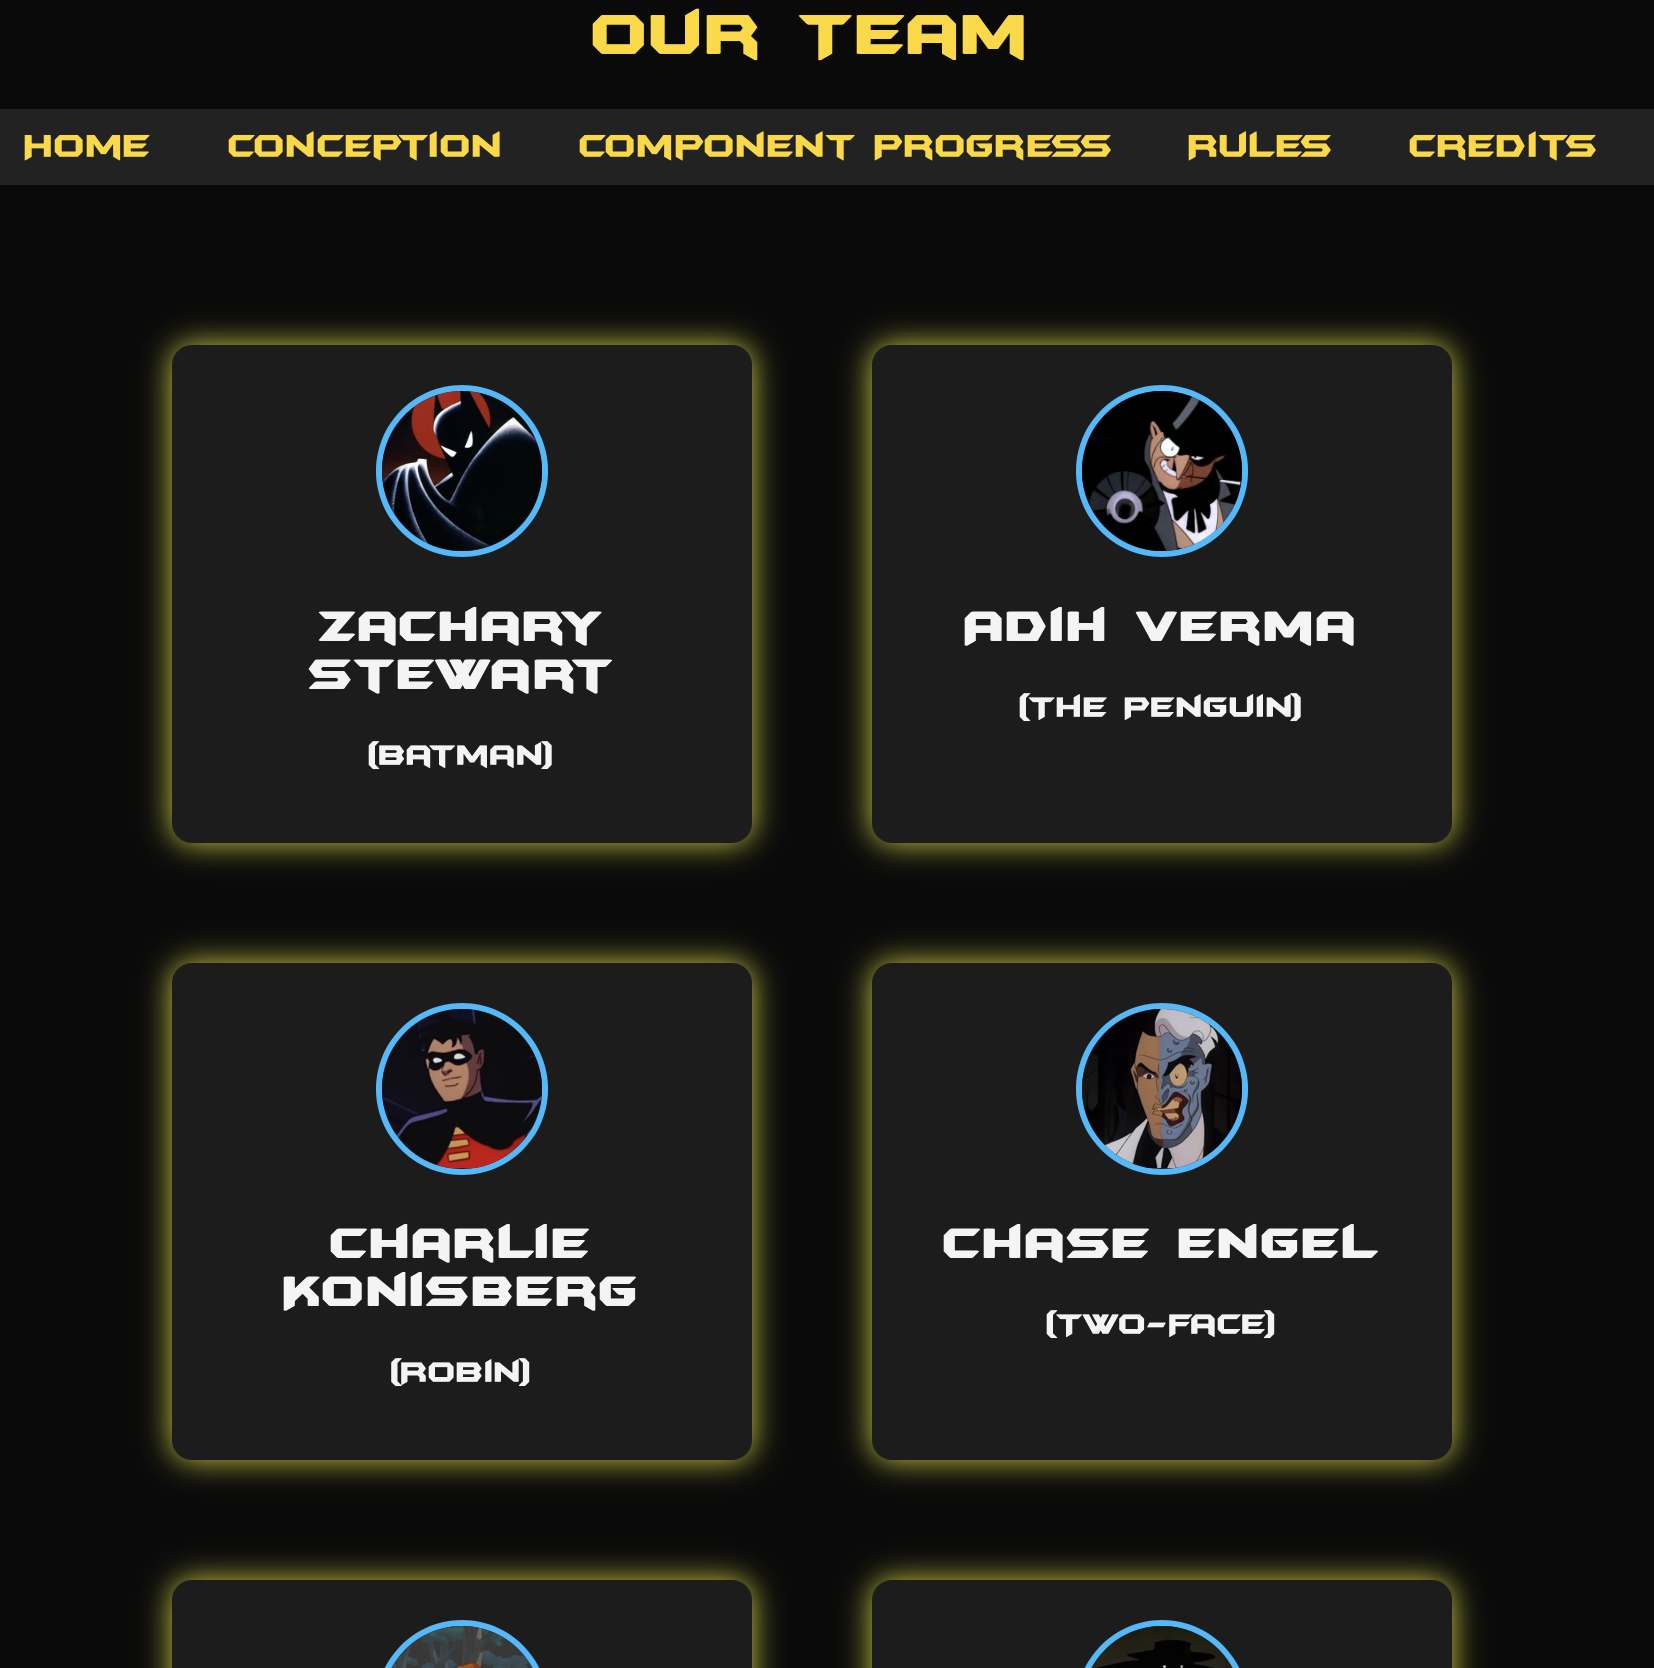 OUR TEAM
HOME CONCEPTION COMPONENT PROGRESS RULES CREDITS
ZACHARY
STEWART
(BATMAN)
ADIH VERMA
(THE PENGUIN)
CHARLIE
KONISBERG
(ROBIN)
CHASE ENGEL
(TWO-FACE)